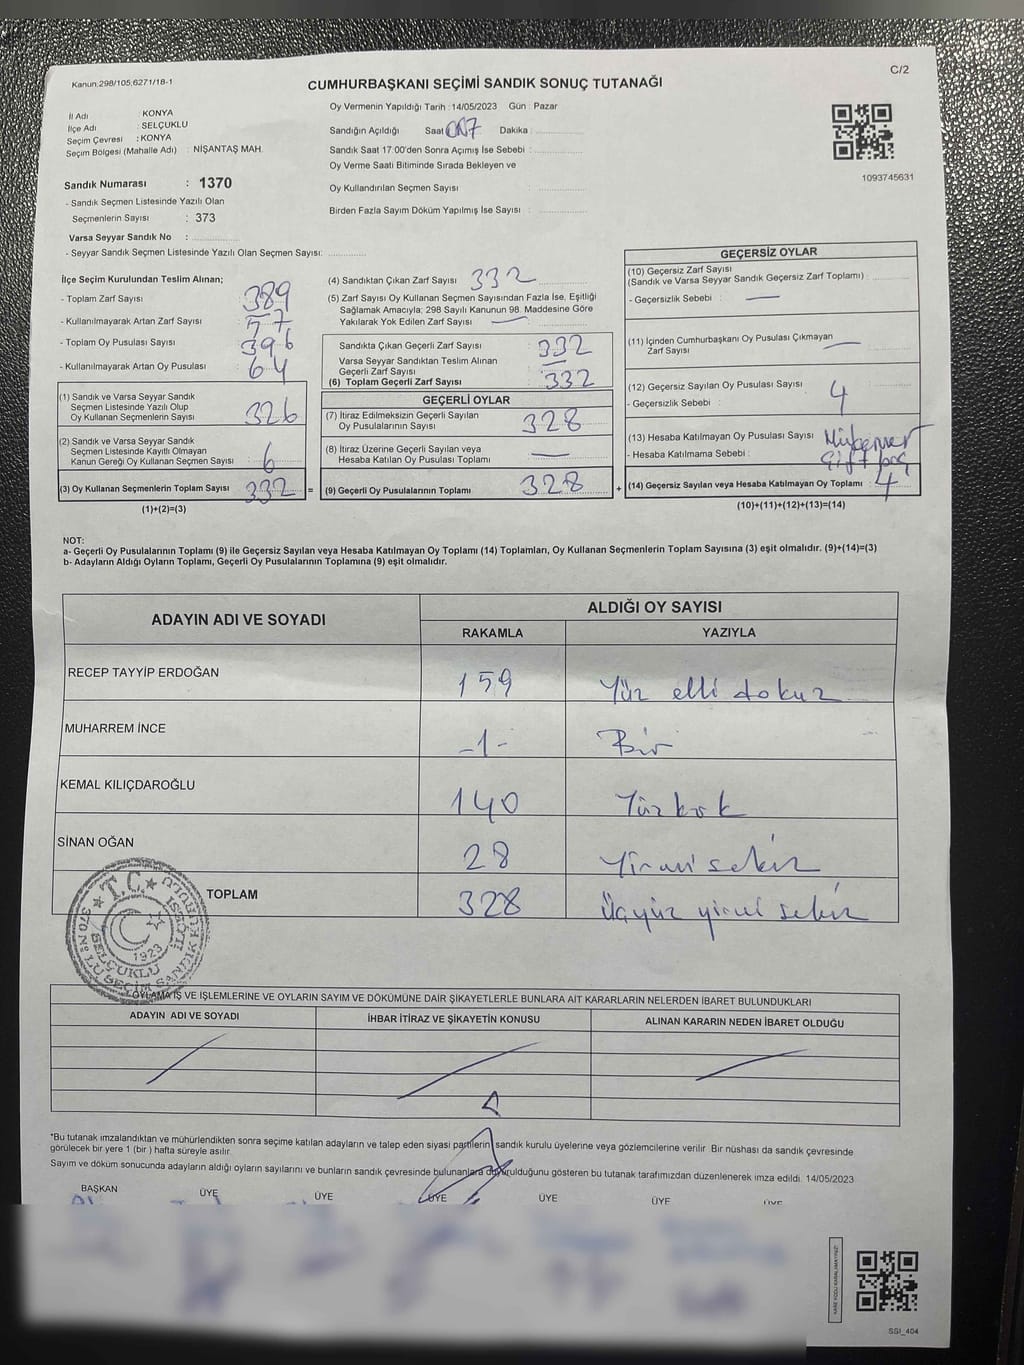 Kanun;298/105,6271/18-1
C/2
CUMHURBAŞKANI SEÇİMİ SANDIK SONUÇ TUTANAĞI
İl Adı : KONYA
İlçe Adı : SELÇUKLU
Seçim Çevresi : KONYA
Seçim Bölgesi (Mahalle Adı) : NİŞANTAŞ MAH.
Sandık Numarası : 1370
- Sandık Seçmen Listesinde Yazılı Olan
Seçmenlerin Sayısı : 373
Varsa Seyyar Sandık No :
- Seyyar Sandık Seçmen Listesinde Yazılı Olan Seçmen Sayısı:
Oy Vermenin Yapıldığı Tarih : 14/05/2023 Gün : Pazar
Sandığın Açıldığı Saat Dakika :
Sandık Saat 17.00'den Sonra Açımış İse Sebebi :
Oy Verme Saati Bitiminde Sırada Bekleyen ve
Oy Kullandırılan Seçmen Sayısı :
Birden Fazla Sayım Döküm Yapılmış İse Sayısı :
1093745631
İlçe Seçim Kurulundan Teslim Alınan;
- Toplam Zarf Sayısı : 389
- Kullanılmayarak Artan Zarf Sayısı : 57
- Toplam Oy Pusulası Sayısı : 396
- Kullanılmayarak Artan Oy Pusulası : 64
(1) Sandık ve Varsa Seyyar Sandık
Seçmen Listesinde Yazılı Olup
Oy Kullanan Seçmenlerin Sayısı : 326
(2) Sandık ve Varsa Seyyar Sandık
Seçmen Listesinde Kayıtlı Olmayan
Kanun Gereği Oy Kullanan Seçmen Sayısı : 6
(3) Oy Kullanan Seçmenlerin Toplam Sayısı : 332 =
(1)+(2)=(3)
(4) Sandıktan Çıkan Zarf Sayısı : 332
(5) Zarf Sayısı Oy Kullanan Seçmen Sayısından Fazla İse, Eşitliği
Sağlamak Amacıyla; 298 Sayılı Kanunun 98. Maddesine Göre
Yakılarak Yok Edilen Zarf Sayısı : —
Sandıkta Çıkan Geçerli Zarf Sayısı : 332
Varsa Seyyar Sandıktan Teslim Alınan
Geçerli Zarf Sayısı : —
(6) Toplam Geçerli Zarf Sayısı : 332
GEÇERLİ OYLAR
(7) İtiraz Edilmeksizin Geçerli Sayılan
Oy Pusulalarının Sayısı : 328
(8) İtiraz Üzerine Geçerli Sayılan veya
Hesaba Katılan Oy Pusulası Toplamı : —
(9) Geçerli Oy Pusulalarının Toplamı : 328 +
GEÇERSİZ OYLAR
(10) Geçersiz Zarf Sayısı
(Sandık ve Varsa Seyyar Sandık Geçersiz Zarf Toplamı) :
- Geçersizlik Sebebi : —
(11) İçinden Cumhurbaşkanı Oy Pusulası Çıkmayan
Zarf Sayısı : —
(12) Geçersiz Sayılan Oy Pusulası Sayısı : 4
- Geçersizlik Sebebi :
(13) Hesaba Katılmayan Oy Pusulası Sayısı :
- Hesaba Katılmama Sebebi :
(14) Geçersiz Sayılan veya Hesaba Katılmayan Oy Toplamı : 4
(10)+(11)+(12)+(13)=(14)
NOT:
a- Geçerli Oy Pusulalarının Toplamı (9) ile Geçersiz Sayılan veya Hesaba Katılmayan Oy Toplamı (14) Toplamları, Oy Kullanan Seçmenlerin Toplam Sayısına (3) eşit olmalıdır. (9)+(14)=(3)
b- Adayların Aldığı Oyların Toplamı, Geçerli Oy Pusulalarının Toplamına (9) eşit olmalıdır.
ADAYIN ADI VE SOYADI ALDIĞI OY SAYISI
RAKAMLA YAZIYLA
RECEP TAYYİP ERDOĞAN 159 Yüz elli dokuz
MUHARREM İNCE -1- Bir
KEMAL KILIÇDAROĞLU 140 Yüzkırk
SİNAN OĞAN 28 Yirmi sekiz
TOPLAM 328 Üçyüz yirmi sekiz
T.C. 1923 SELÇUKLU
OYLAMA İŞ VE İŞLEMLERİNE VE OYLARIN SAYIM VE DÖKÜMÜNE DAİR ŞİKAYETLERLE BUNLARA AİT KARARLARIN NELERDEN İBARET BULUNDUKLARI
ADAYIN ADI VE SOYADI İHBAR İTİRAZ VE ŞİKAYETİN KONUSU ALINAN KARARIN NEDEN İBARET OLDUĞU
*Bu tutanak imzalandıktan ve mühürlendikten sonra seçime katılan adayların ve talep eden siyasi partilerin sandık kurulu üyelerine veya gözlemcilerine verilir. Bir nüshası da sandık çevresinde
görülecek bir yere 1 (bir) hafta süreyle asılır.
Sayım ve döküm sonucunda adayların aldığı oyların sayılarını ve bunların sandık çevresinde bulunanlara duyurulduğunu gösteren bu tutanak tarafımızdan düzenlenerek imza edildi. 14/05/2023
BAŞKAN ÜYE ÜYE ÜYE ÜYE ÜYE ÜYE
SSI_404